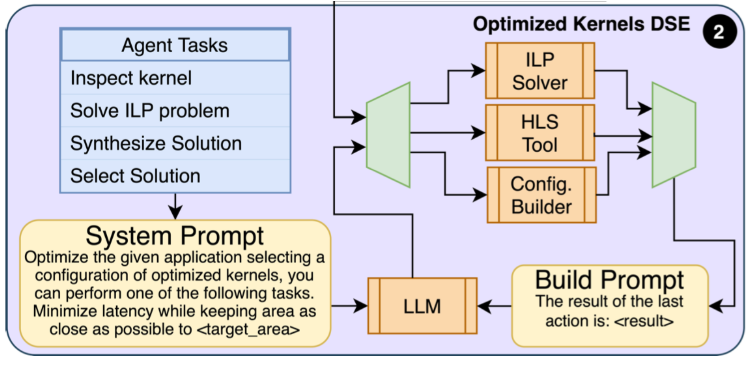 Optimized Kernels DSE
2
Agent Tasks
Inspect kernel
Solve ILP problem
Synthesize Solution
Select Solution
ILP
Solver
HLS
Tool
Config.
Builder
System Prompt
Optimize the given application selecting a
configuration of optimized kernels, you
can perform one of the following tasks.
Minimize latency while keeping area as
close as possible to <target_area>
LLM
Build Prompt
The result of the last
action is: <result>